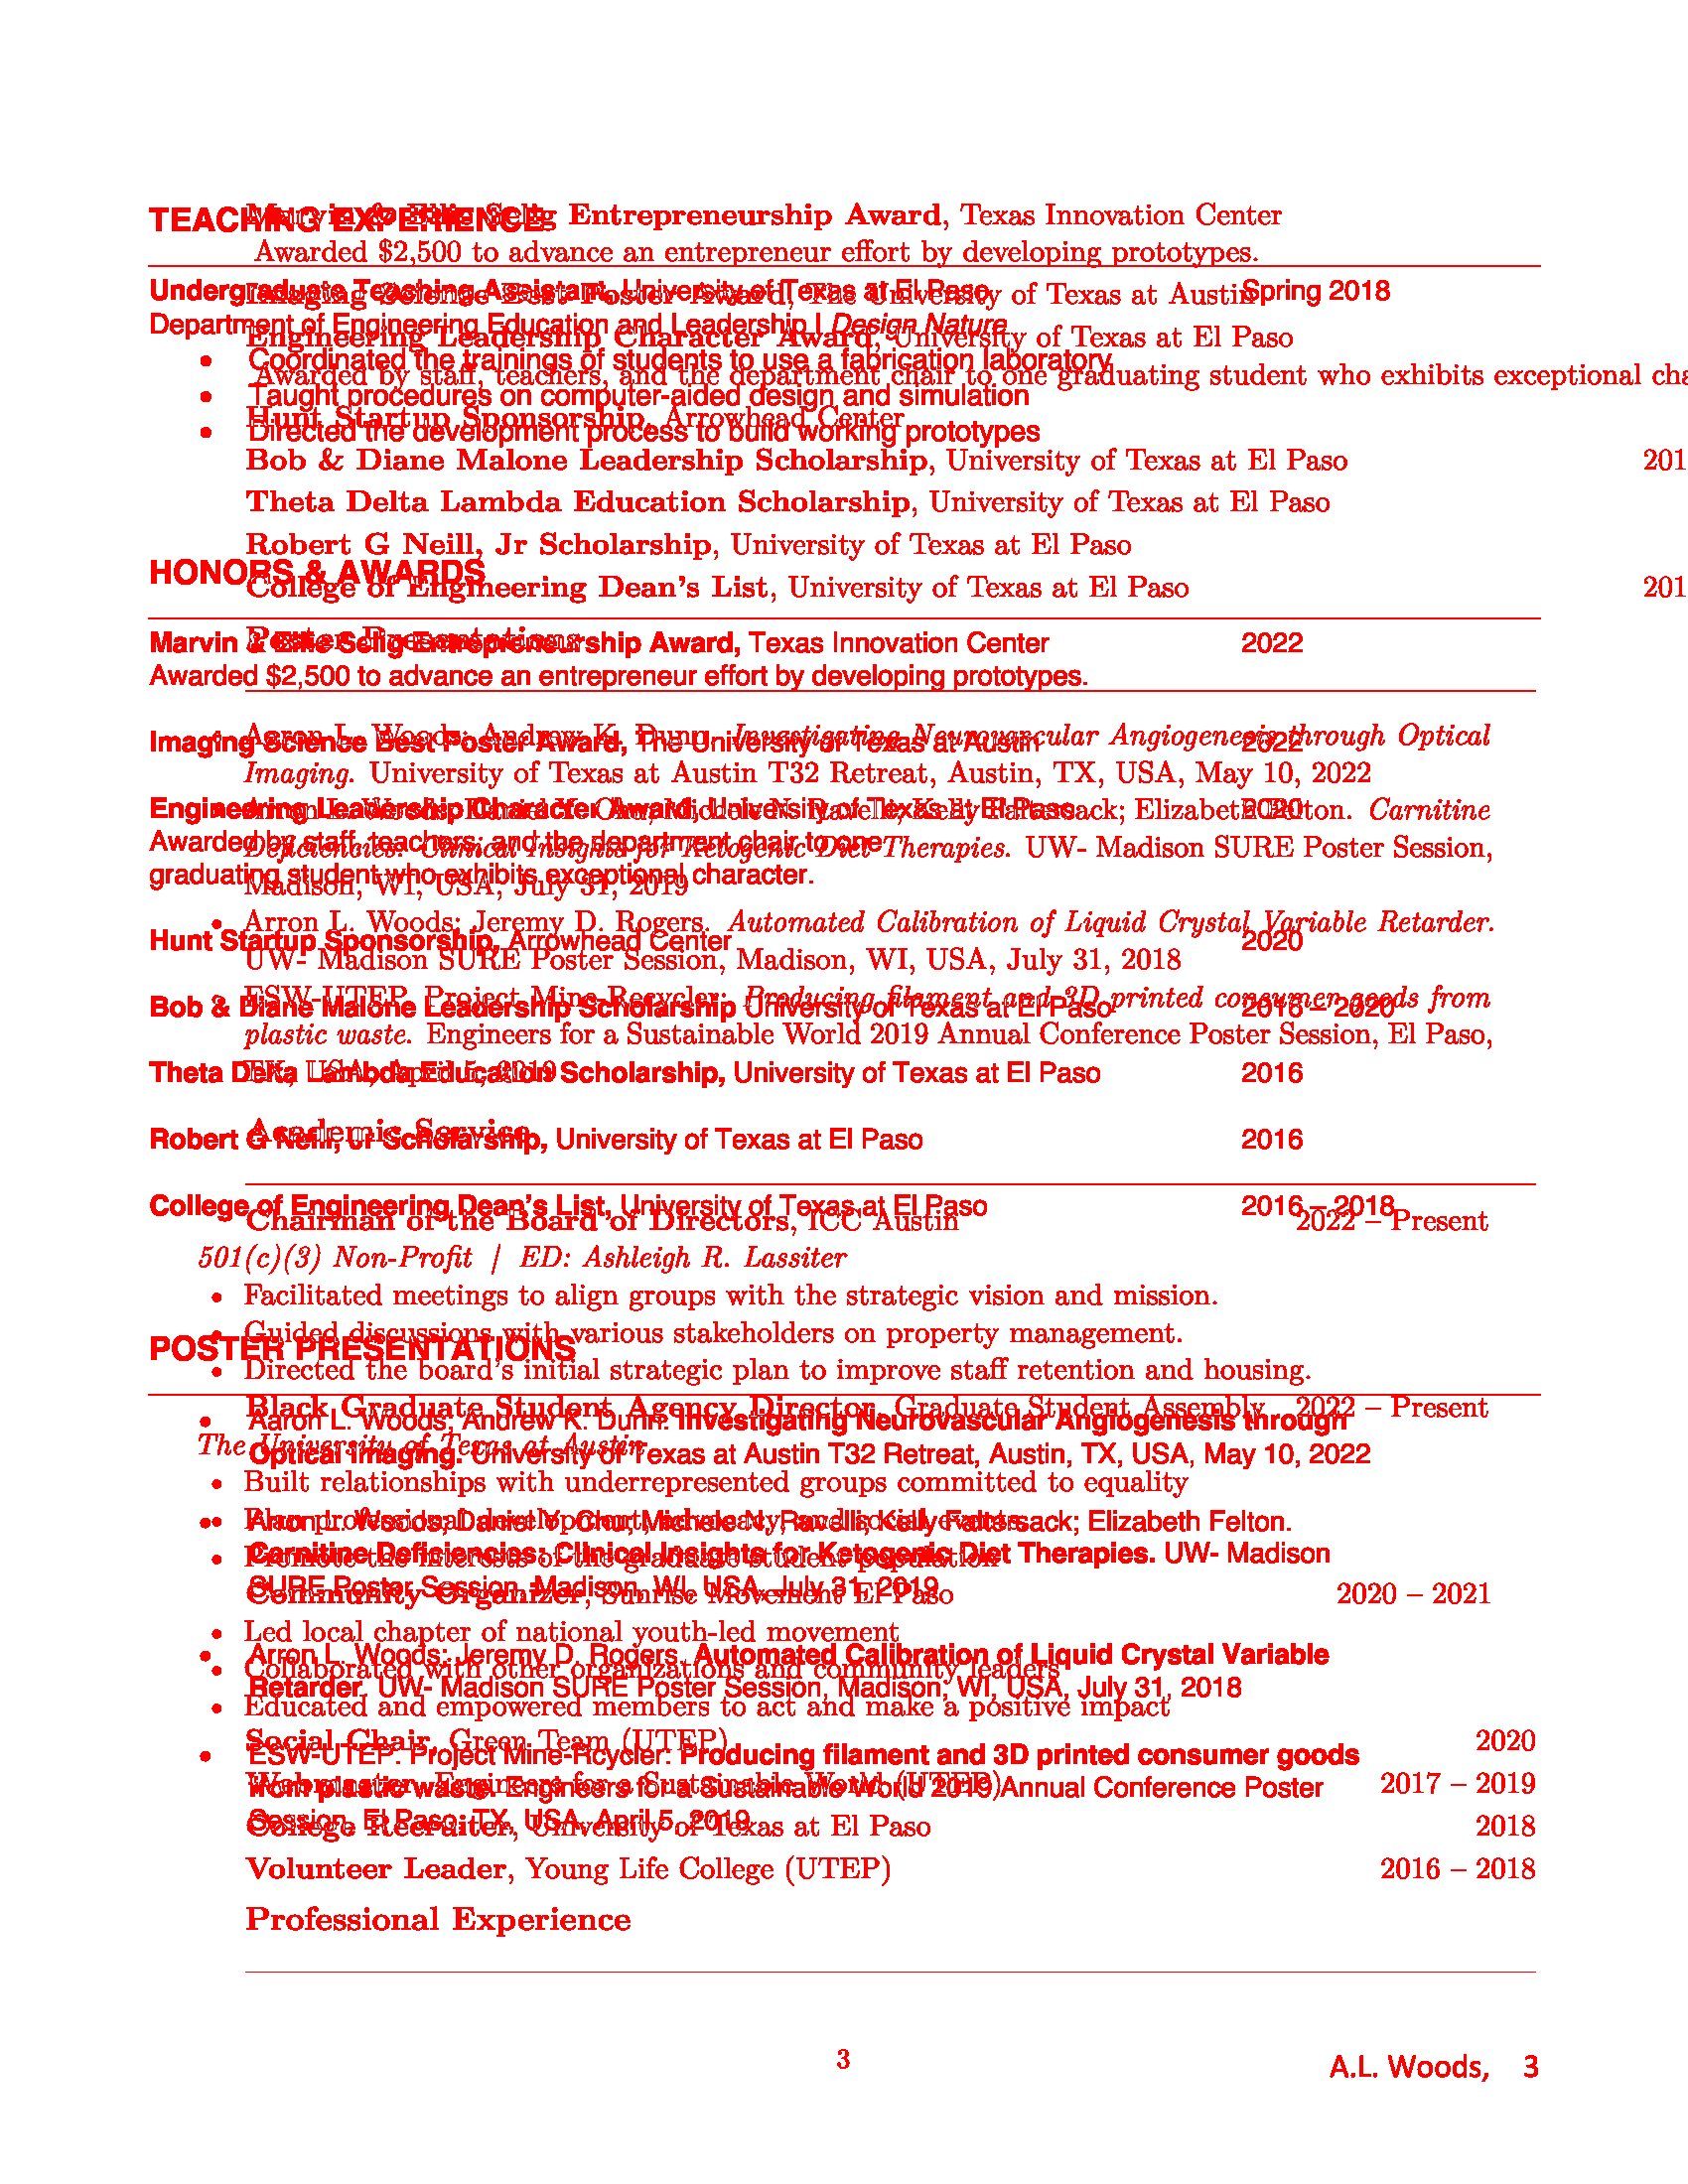 TEACHING EXPERIENCE
Marvin & Ellie Selig Entrepreneurship Award, Texas Innovation Center
Awarded $2,500 to advance an entrepreneur effort by developing prototypes.
Undergraduate Teaching Assistant, University of Texas at El Paso Spring 2018
Imaging Science Best Poster Award, The University of Texas at Austin
Department of Engineering Education and Leadership | Design Nature
Engineering Leadership Character Award, University of Texas at El Paso
• Coordinated the trainings of students to use a fabrication laboratory
Awarded by staff, teachers, and the department chair to one graduating student who exhibits exceptional cha
• Taught procedures on computer-aided design and simulation
Hunt Startup Sponsorship, Arrowhead Center
• Directed the development process to build working prototypes
Bob & Diane Malone Leadership Scholarship, University of Texas at El Paso 201
Theta Delta Lambda Education Scholarship, University of Texas at El Paso
Robert G Neill, Jr Scholarship, University of Texas at El Paso
HONORS & AWARDS
College of Engineering Dean's List, University of Texas at El Paso 201
Poster Presentations
Marvin & Ellie Selig Entrepreneurship Award, Texas Innovation Center 2022
Awarded $2,500 to advance an entrepreneur effort by developing prototypes.
• Aaron L. Woods; Andrew K. Dunn. Investigating Neurovascular Angiogenesis through Optical
Imaging Science Best Poster Award, The University of Texas at Austin 2022
Imaging. University of Texas at Austin T32 Retreat, Austin, TX, USA, May 10, 2022
Engineering Leadership Character Award, University of Texas at El Paso 2020
• Arron L. Woods; Daniel Y. Chu; Michele N. Ravelli; Kelly Faltersack; Elizabeth Felton. Carnitine
Awarded by staff, teachers, and the department chair to one
Deficiencies: Clinical Insights for Ketogenic Diet Therapies. UW- Madison SURE Poster Session,
graduating student who exhibits exceptional character.
Madison, WI, USA, July 31, 2019
• Arron L. Woods; Jeremy D. Rogers. Automated Calibration of Liquid Crystal Variable Retarder.
Hunt Startup Sponsorship, Arrowhead Center 2020
UW- Madison SURE Poster Session, Madison, WI, USA, July 31, 2018
• ESW-UTEP. Project Mine-Recycler: Producing filament and 3D printed consumer goods from
Bob & Diane Malone Leadership Scholarship University of Texas at El Paso 2016 – 2020
plastic waste. Engineers for a Sustainable World 2019 Annual Conference Poster Session, El Paso,
TX, USA, April 5, 2019
Theta Delta Lambda Education Scholarship, University of Texas at El Paso 2016
Academic Service
Robert G Neill, Jr Scholarship, University of Texas at El Paso 2016
College of Engineering Dean's List, University of Texas at El Paso 2016 – 2018
Chairman of the Board of Directors, ICC Austin 2022 – Present
501(c)(3) Non-Profit | ED: Ashleigh R. Lassiter
• Facilitated meetings to align groups with the strategic vision and mission.
• Guided discussions with various stakeholders on property management.
POSTER PRESENTATIONS
• Directed the board's initial strategic plan to improve staff retention and housing.
Black Graduate Student Agency Director, Graduate Student Assembly 2022 – Present
• Aaron L. Woods; Andrew K. Dunn. Investigating Neurovascular Angiogenesis through
The University of Texas at Austin
Optical Imaging. University of Texas at Austin T32 Retreat, Austin, TX, USA, May 10, 2022
• Built relationships with underrepresented groups committed to equality
• Plan professional development, advocacy, and social events
• Arron L. Woods; Daniel Y. Chu; Michele N. Ravelli; Kelly Faltersack; Elizabeth Felton.
Carnitine Deficiencies: Clinical Insights for Ketogenic Diet Therapies. UW- Madison
• Promote the interests of the graduate student population
SURE Poster Session, Madison, WI, USA, July 31, 2019
Community Organizer, Sunrise Movement El Paso 2020 – 2021
• Led local chapter of national youth-led movement
• Arron L. Woods; Jeremy D. Rogers. Automated Calibration of Liquid Crystal Variable
• Collaborated with other organizations and community leaders
Retarder. UW- Madison SURE Poster Session, Madison, WI, USA, July 31, 2018
• Educated and empowered members to act and make a positive impact
Social Chair, Green Team (UTEP) 2020
• ESW-UTEP. Project Mine-Rcycler: Producing filament and 3D printed consumer goods
Webmaster, Engineers for a Sustainable World (UTEP) 2017 – 2019
from plastic waste. Engineers for a Sustainable World 2019 Annual Conference Poster
Session, El Paso, TX, USA, April 5, 2019
College Recruiter, University of Texas at El Paso 2018
Volunteer Leader, Young Life College (UTEP) 2016 – 2018
Professional Experience
3
A.L. Woods, 3